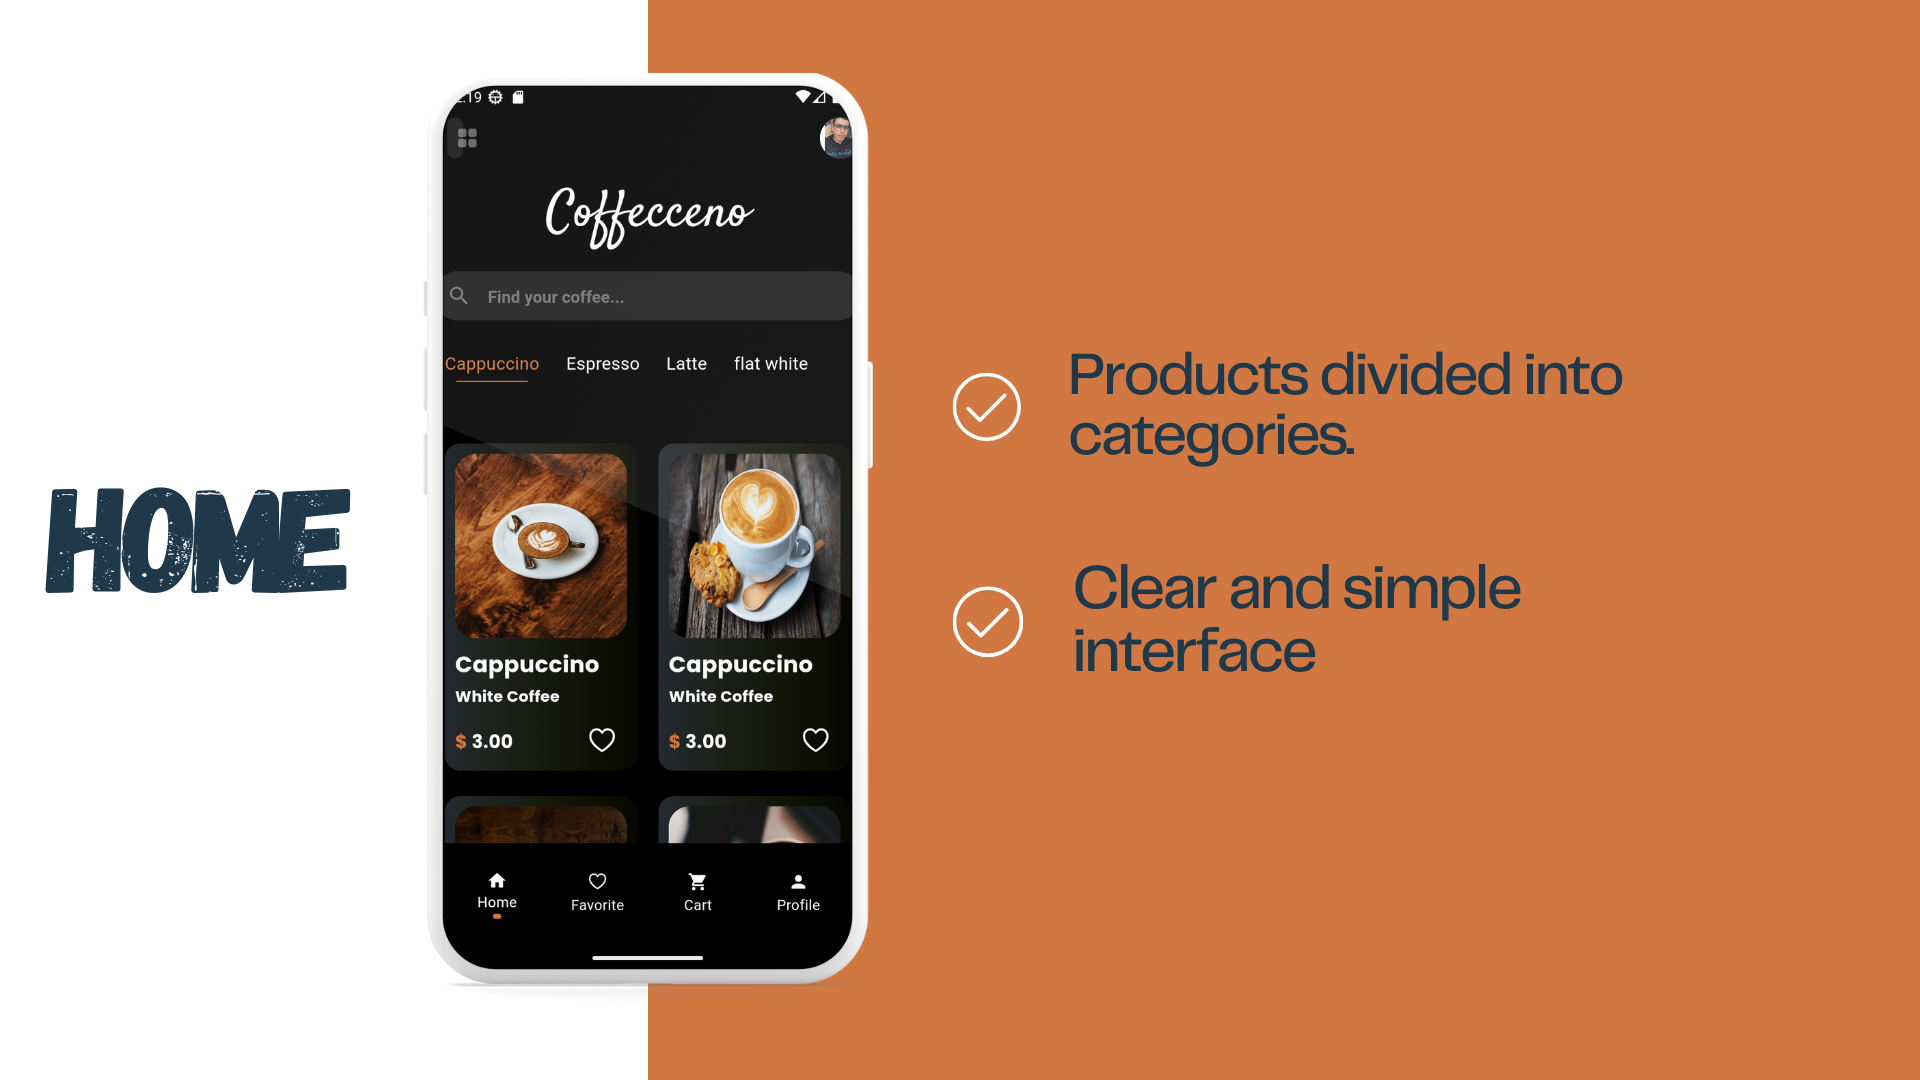 HOME
:19
Coffecceno
Find your coffee...
Cappuccino Espresso Latte flat white
Cappuccino Cappuccino
White Coffee White Coffee
$ 3.00 $ 3.00
Home Favorite Cart Profile
Products divided into
categories.
Clear and simple
interface